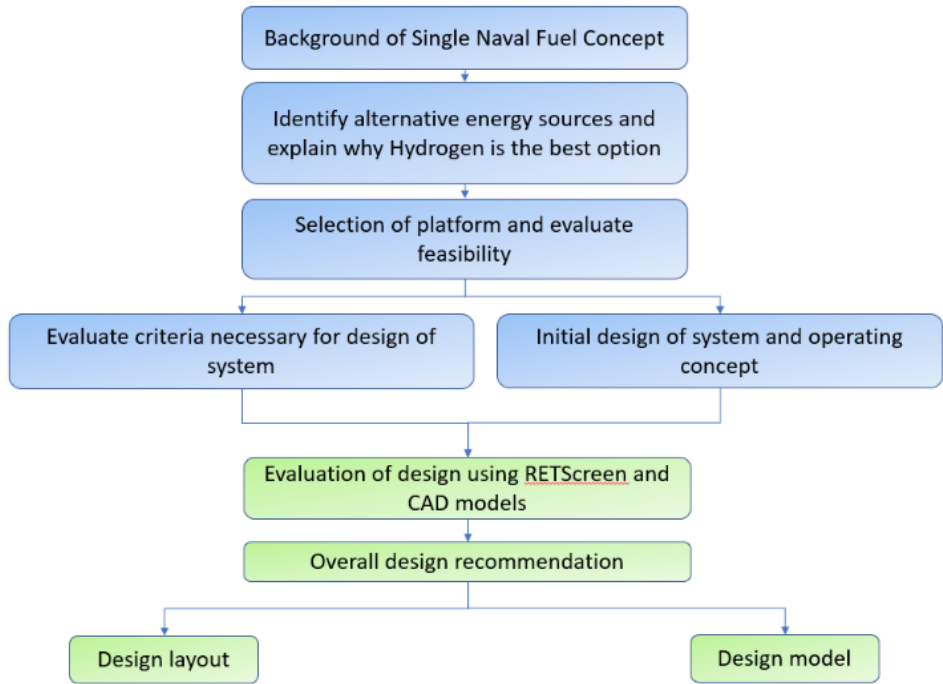 Background of Single Naval Fuel Concept
Identify alternative energy sources and
explain why Hydrogen is the best option
Selection of platform and evaluate
feasibility
Evaluate criteria necessary for design of
system
Initial design of system and operating
concept
Evaluation of design using RETScreen and
CAD models
Overall design recommendation
Design layout
Design model